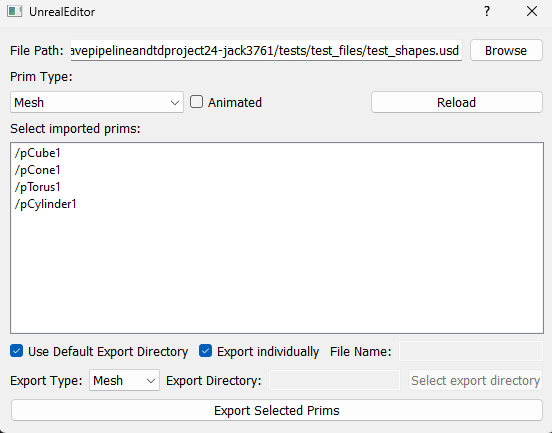 UnrealEditor ?
File Path: avepipelineandtdproject24-jack3761/tests/test_files/test_shapes.usd Browse
Prim Type:
Mesh Animated Reload
Select imported prims:
/pCube1
/pCone1
/pTorus1
/pCylinder1
Use Default Export Directory Export individually File Name:
Export Type: Mesh Export Directory: Select export directory
Export Selected Prims